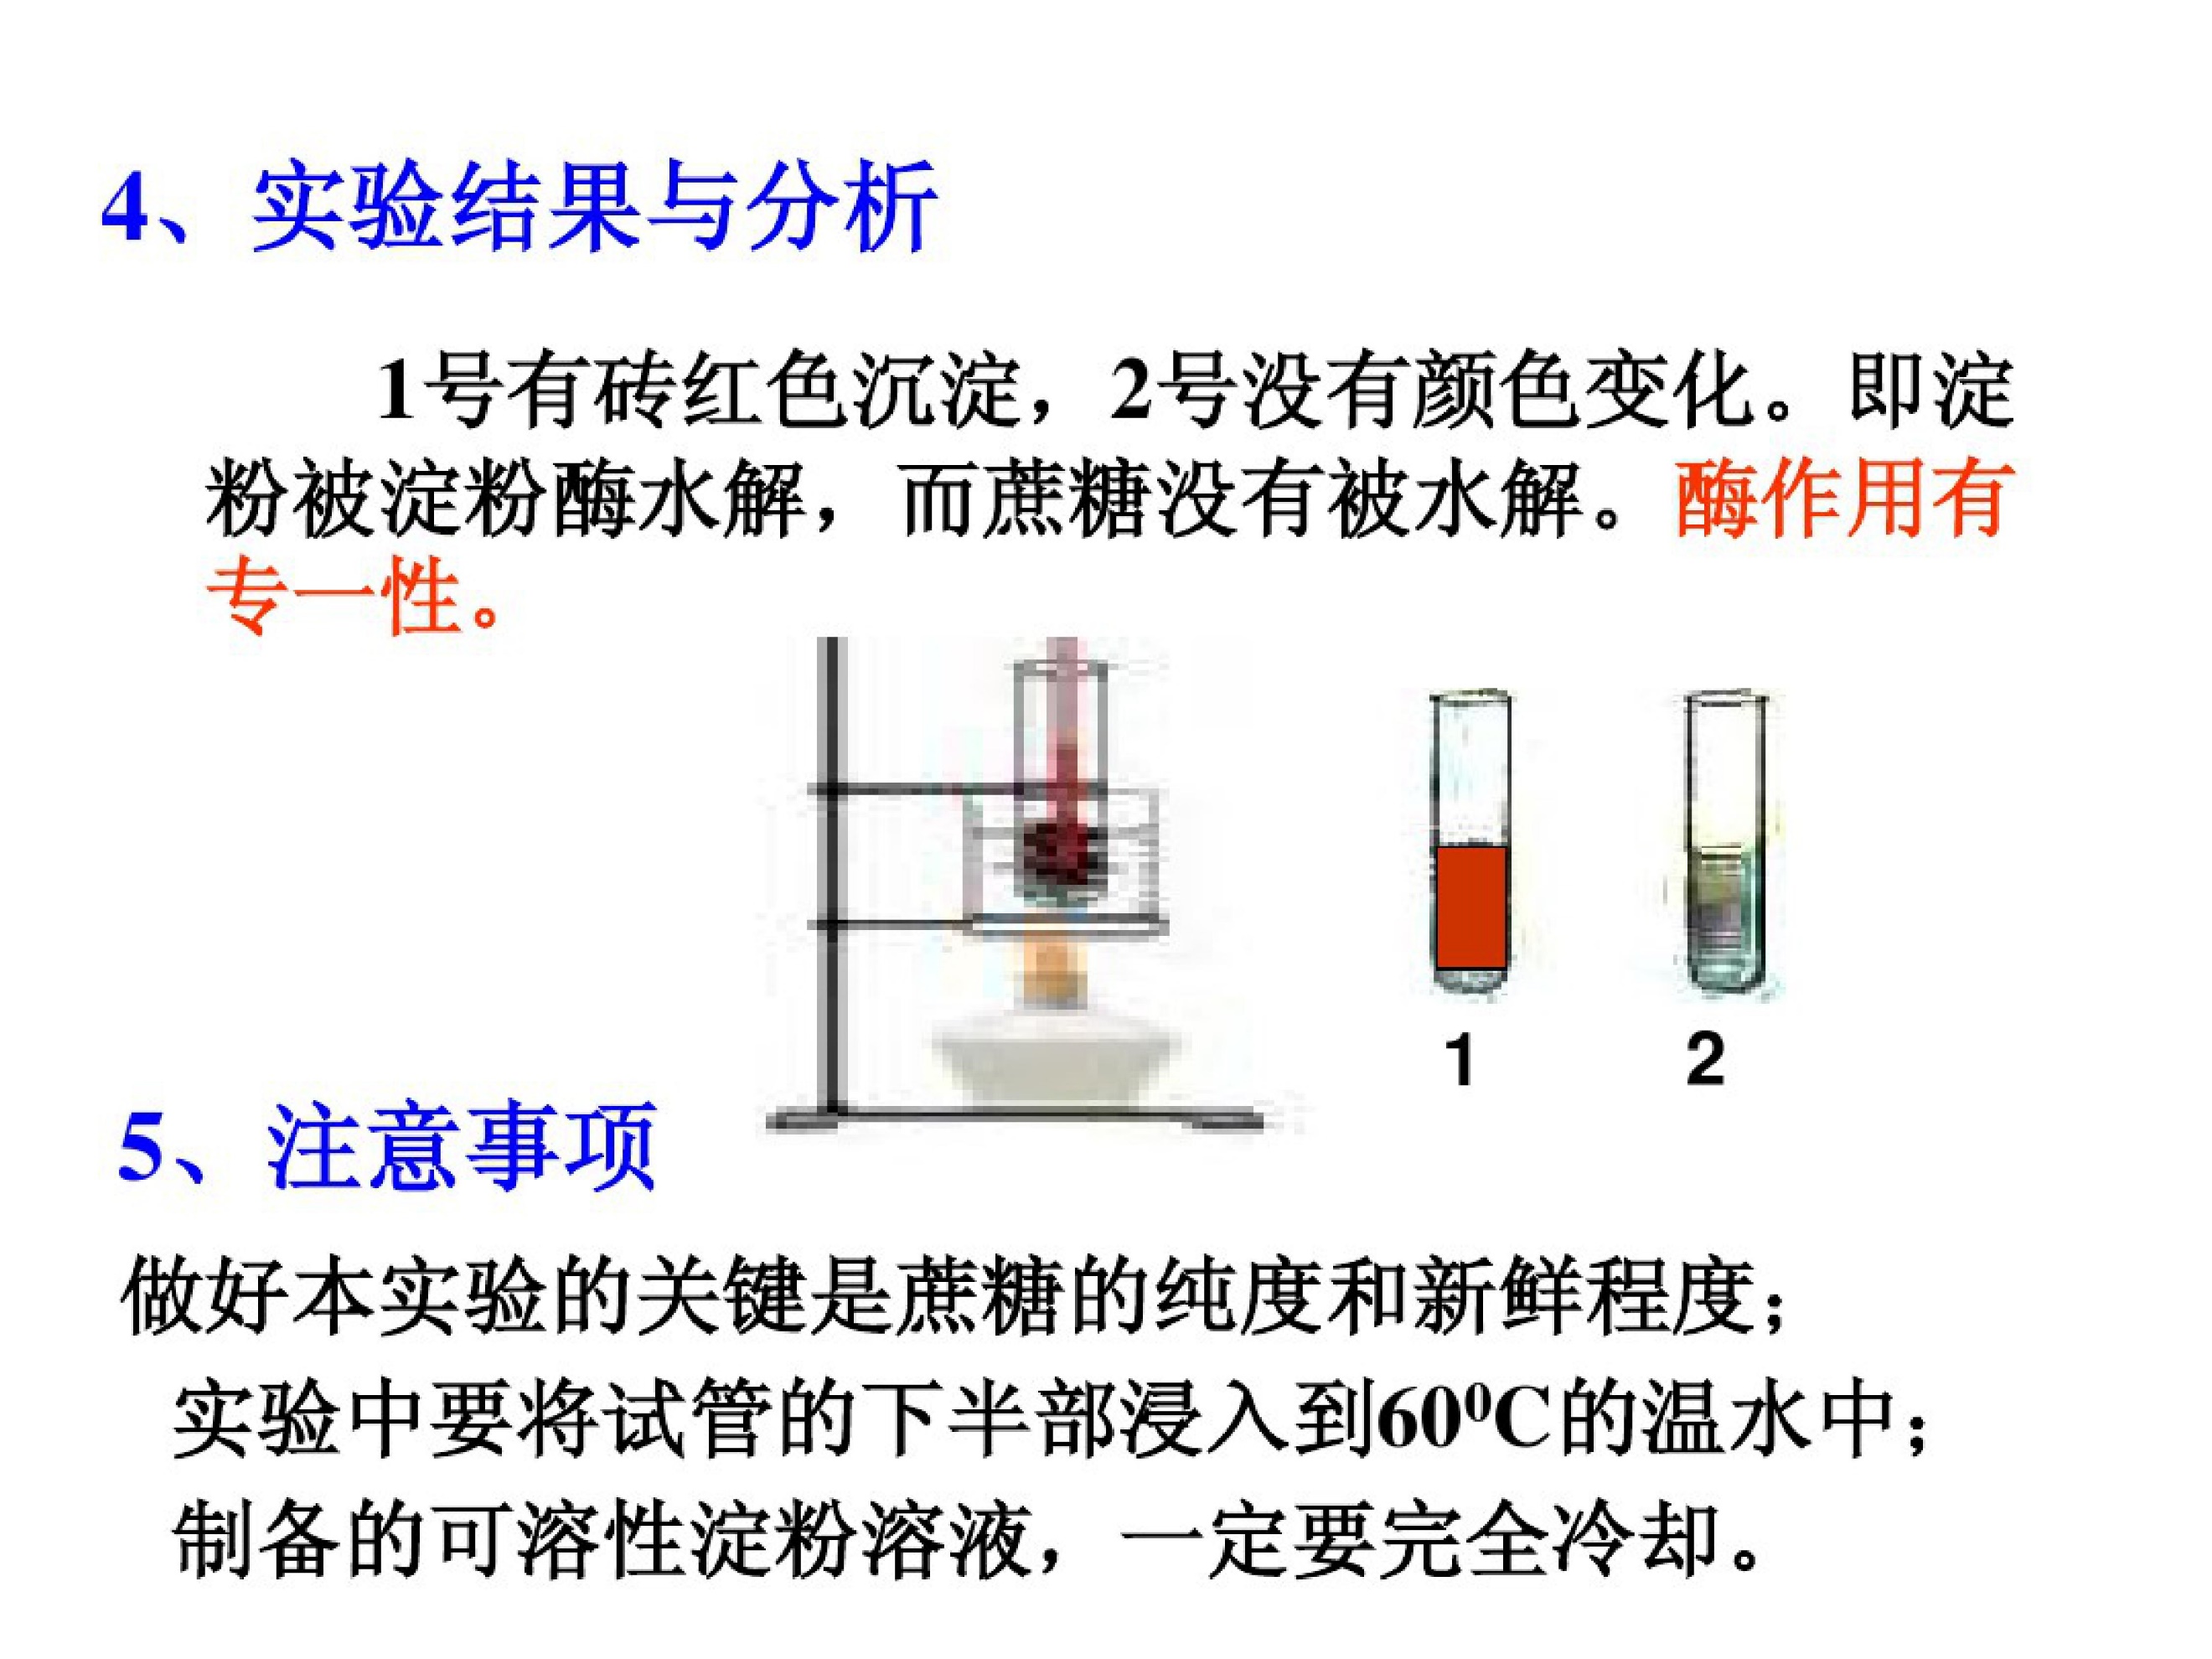 4、实验结果与分析
1号有砖红色沉淀，2号没有颜色变化。即淀
粉被淀粉酶水解，而蔗糖没有被水解。酶作用有
专一性。
1
2
5、注意事项
做好本实验的关键是蔗糖的纯度和新鲜程度；
实验中要将试管的下半部浸入到60⁰C的温水中；
制备的可溶性淀粉溶液，一定要完全冷却。